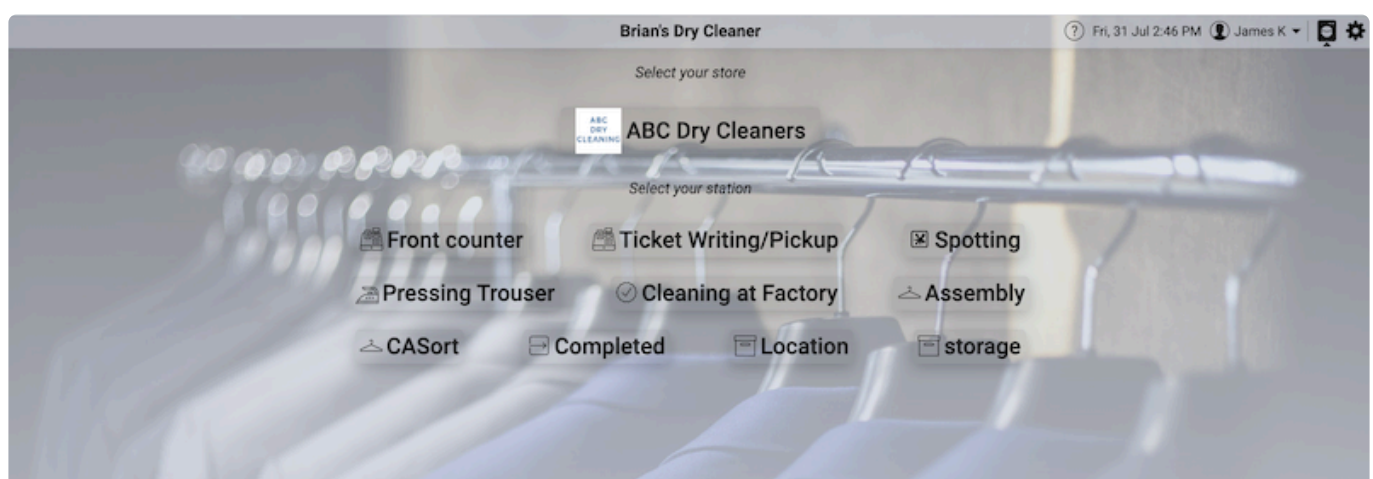 Brian's Dry Cleaner
? Fri, 31 Jul 2:46 PM James K
Select your store
ABC
DRY
CLEANING
ABC Dry Cleaners
Select your station
Front counter Ticket Writing/Pickup Spotting
Pressing Trouser Cleaning at Factory Assembly
CASort Completed Location storage